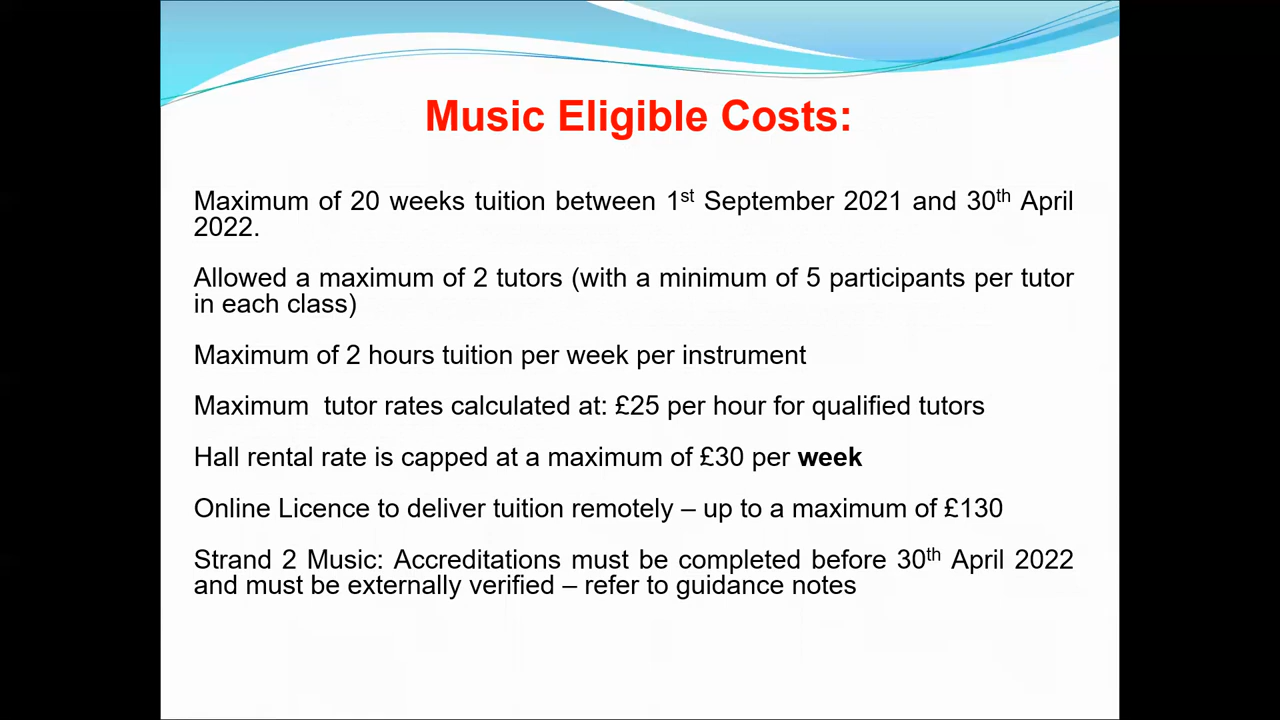 Music Eligible Costs:
Maximum of 20 weeks tuition between 1st September 2021 and 30th April
2022.
Allowed a maximum of 2 tutors (with a minimum of 5 participants per tutor
in each class)
Maximum of 2 hours tuition per week per instrument
Maximum  tutor rates calculated at: £25 per hour for qualified tutors
Hall rental rate is capped at a maximum of £30 per week
Online Licence to deliver tuition remotely – up to a maximum of £130
Strand 2 Music: Accreditations must be completed before 30th April 2022
and must be externally verified – refer to guidance notes